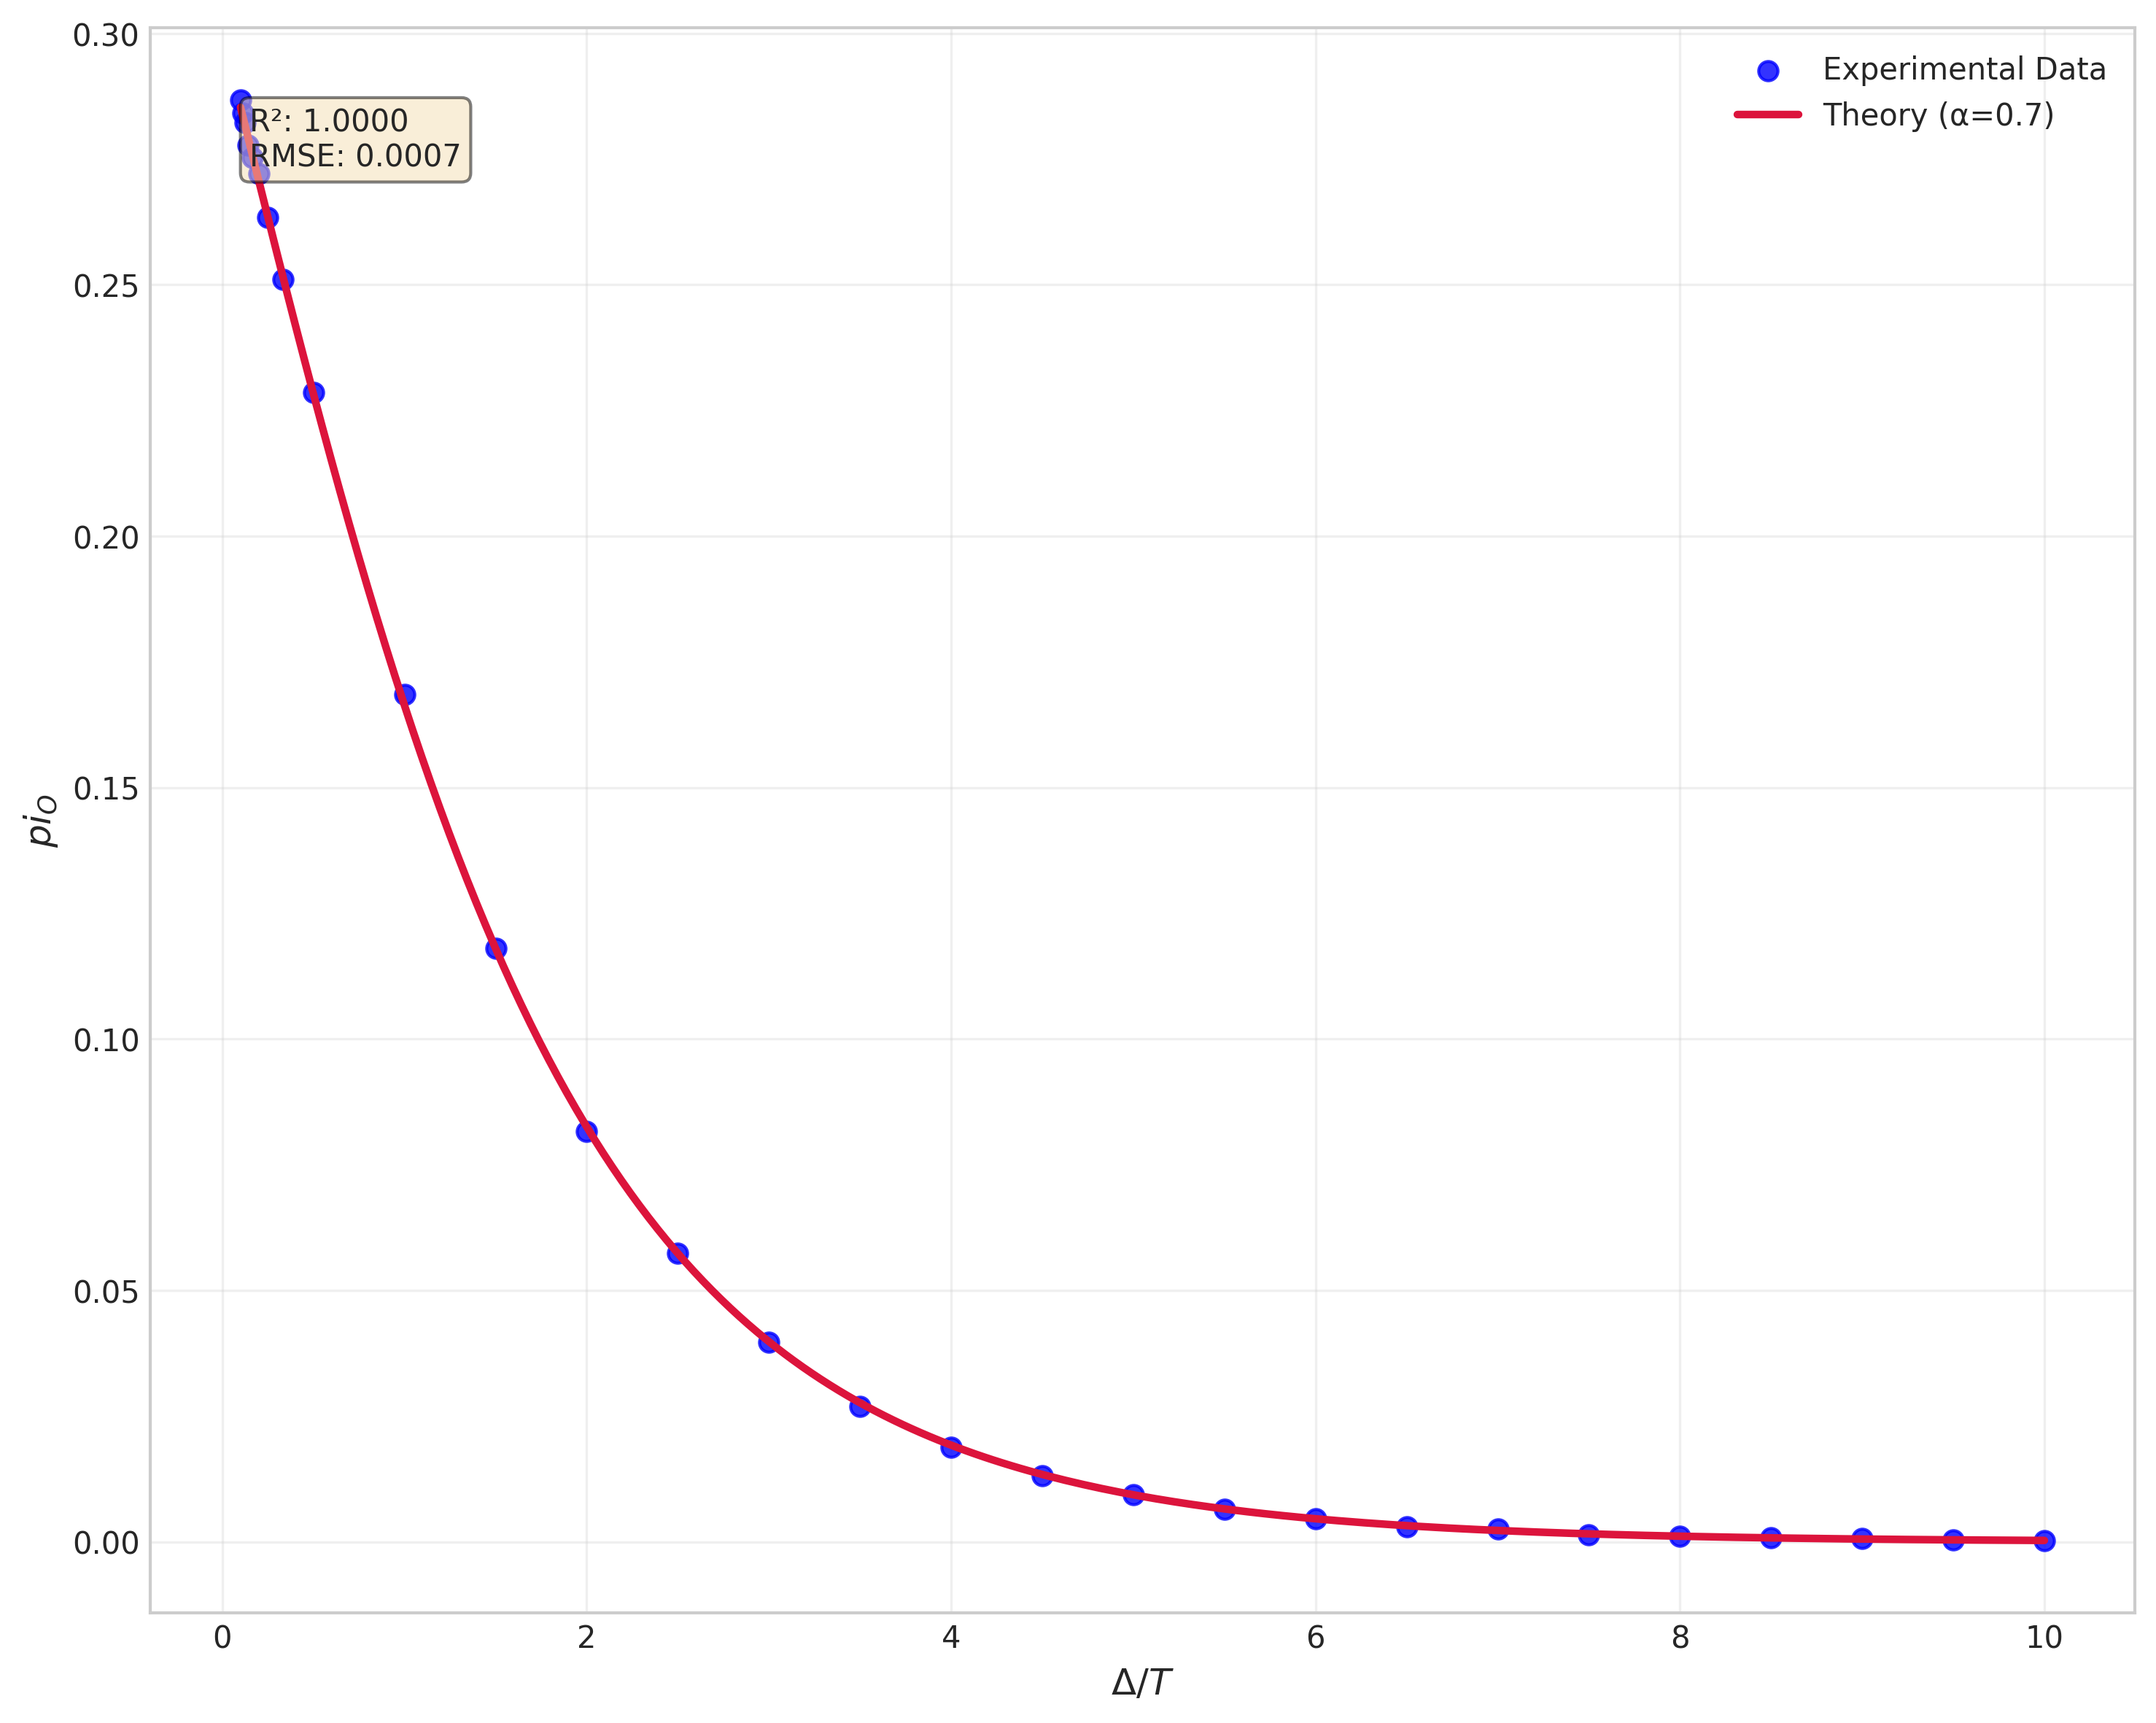 0.30
0.25
0.20
0.15
0.10
0.05
0.00
pi_O
R²: 1.0000
RMSE: 0.0007
Experimental Data
Theory (α=0.7)
0 2 4 6 8 10
Δ/T